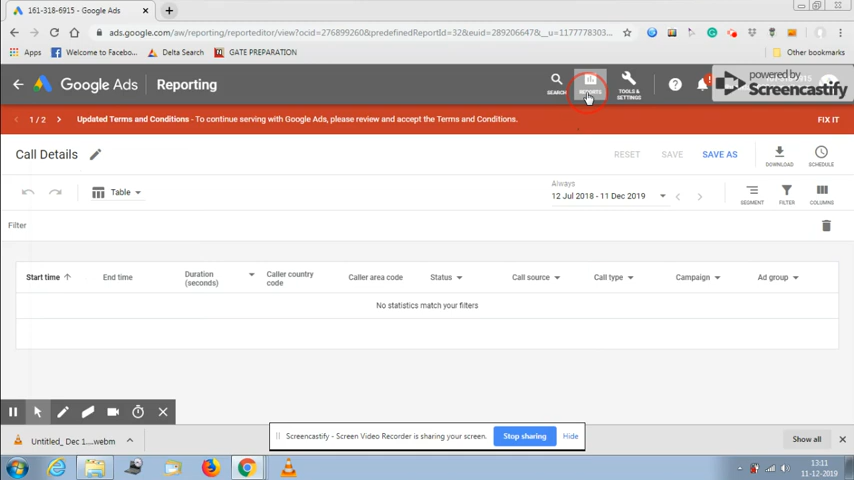 161-318-6915 - Google Ads
ads.google.com/aw/reporting/reporteditor/view?ocid=276899260&predefinedReportId=32&euid=289206647&__u=1177778303...
Apps
Welcome to Facebo...
Delta Search
GATE PREPARATION
Other bookmarks
Google Ads
Reporting
SEARCH
REPORTS
TOOLS &
SETTINGS
powered by
Screencastify
1 / 2
Updated Terms and Conditions - To continue serving with Google Ads, please review and accept the Terms and Conditions.
FIX IT
Call Details
RESET
SAVE
SAVE AS
DOWNLOAD
SCHEDULE
Table
Always
12 Jul 2018 - 11 Dec 2019
SEGMENT
FILTER
COLUMNS
Filter
Start time
End time
Duration
(seconds)
Caller country
code
Caller area code
Status
Call source
Call type
Campaign
Ad group
No statistics match your filters
Untitled_ Dec 1....webm
Screencastify - Screen Video Recorder is sharing your screen.
Stop sharing
Hide
Show all
13:11
11-12-2019